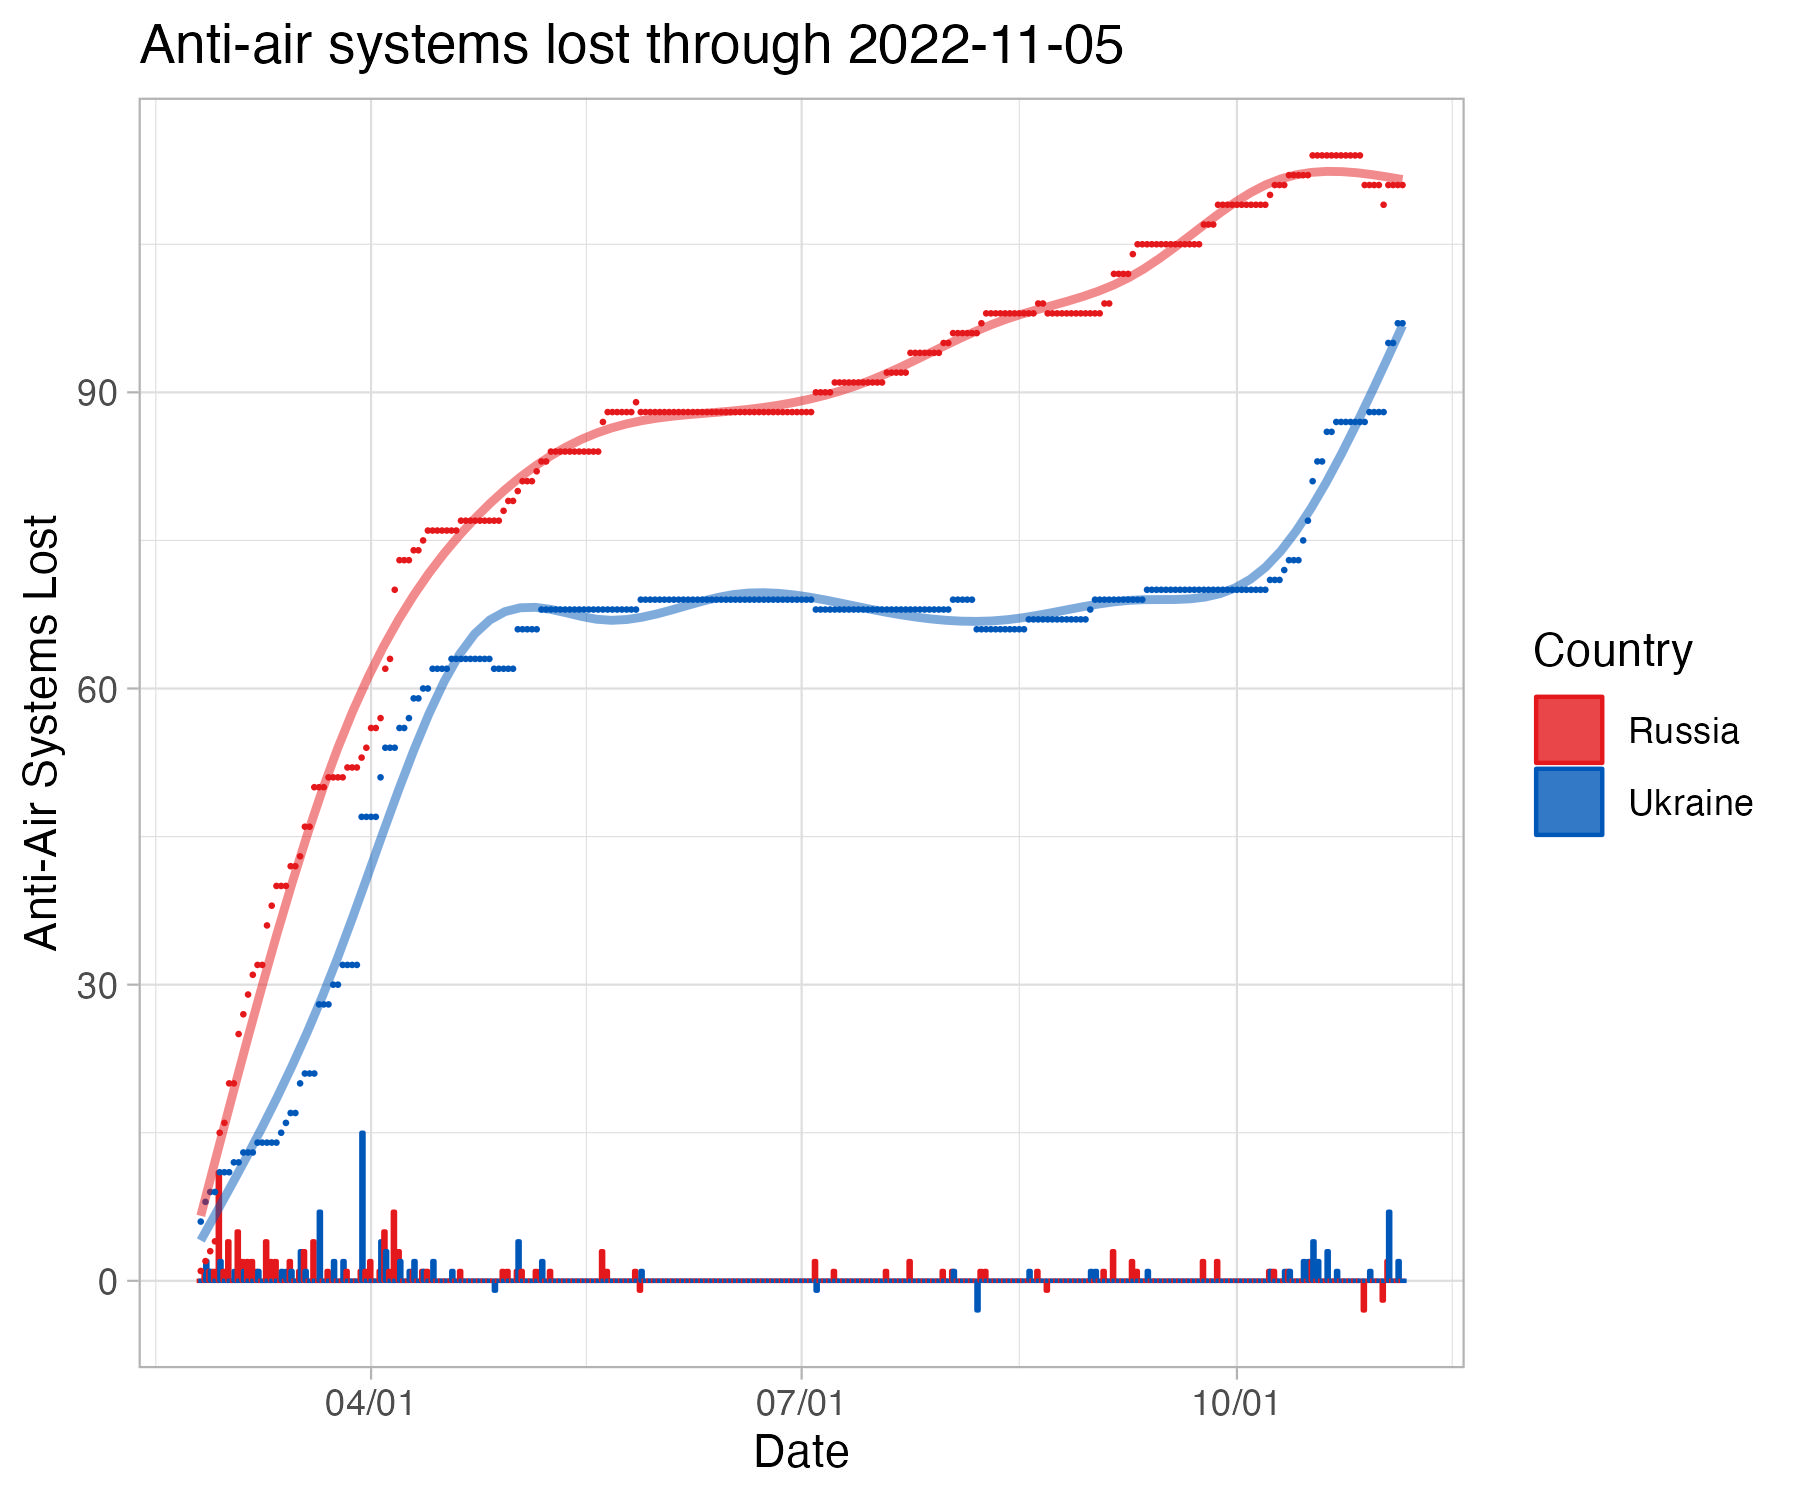 Anti-air systems lost through 2022-11-05
Anti-Air Systems Lost
90
60
30
0
04/01
07/01
10/01
Date
Country
Russia
Ukraine